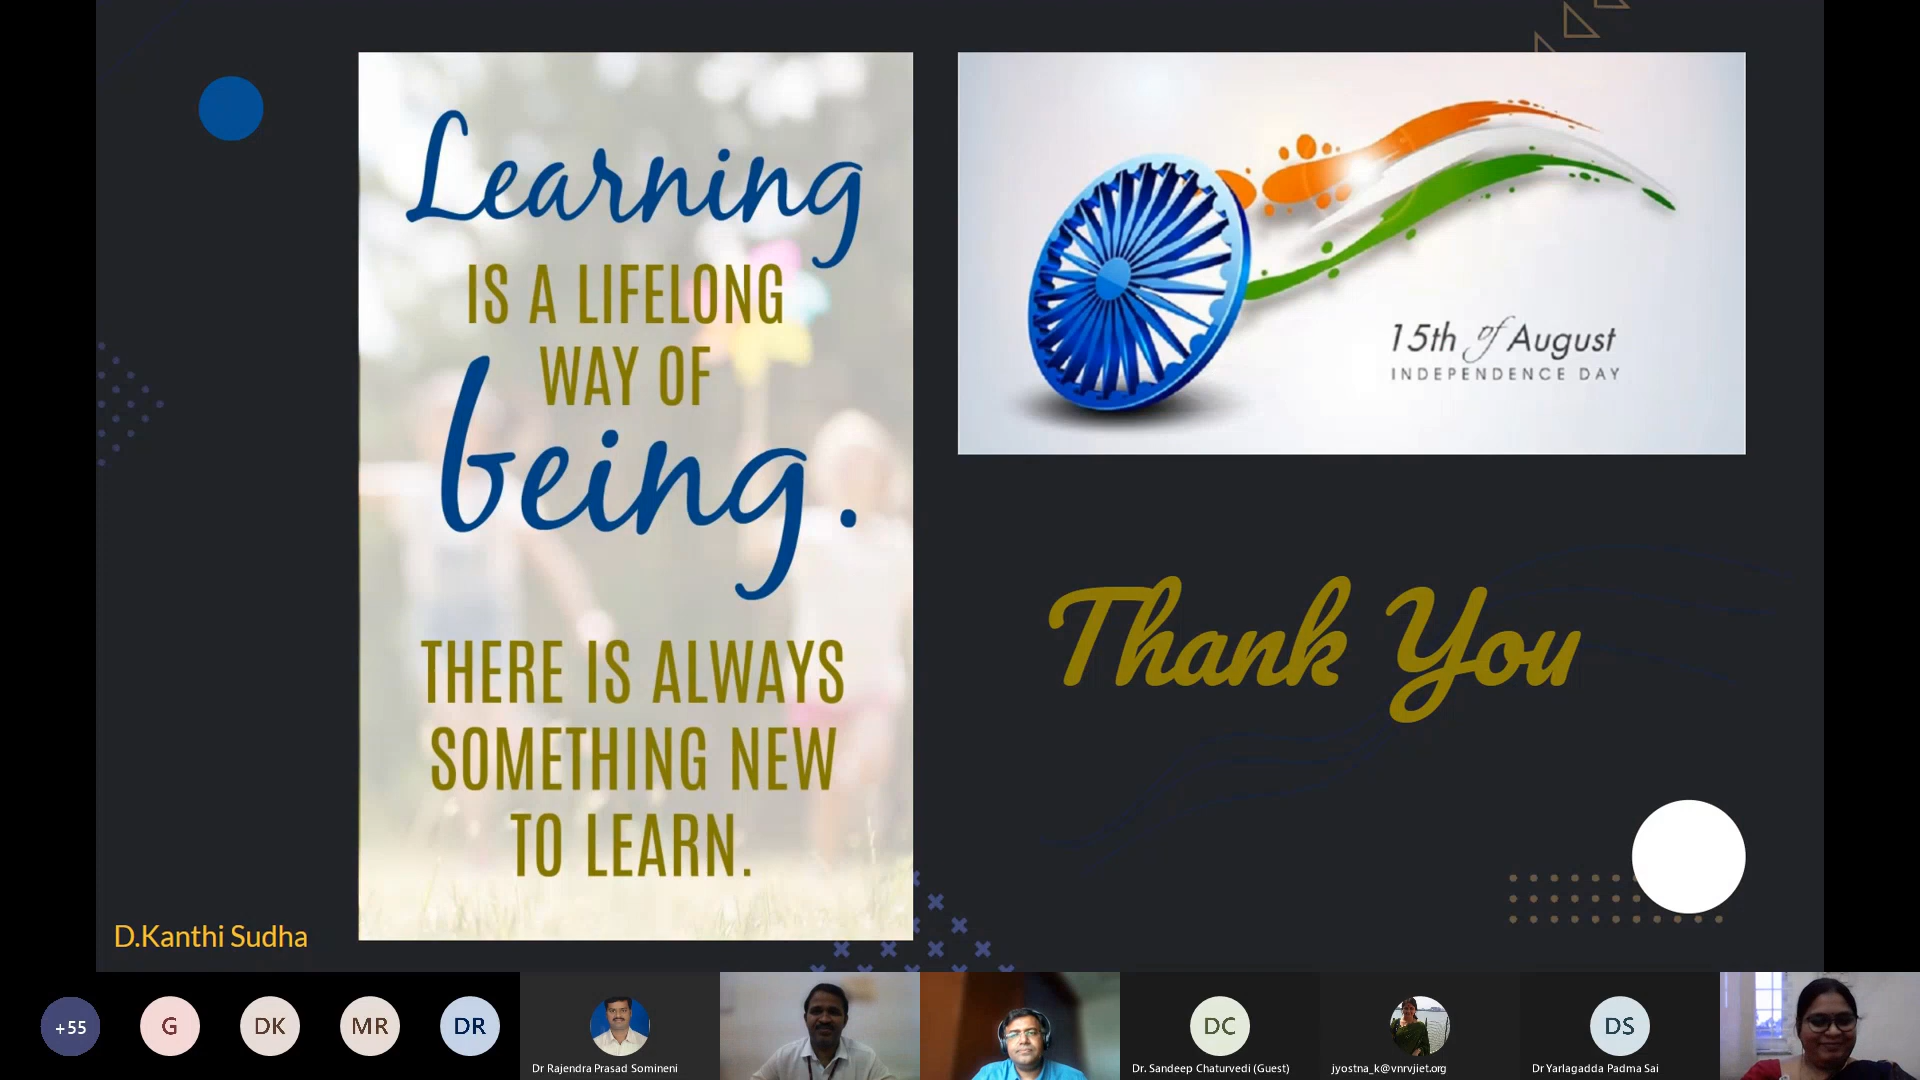 Learning
IS A LIFELONG
WAY OF
being.
THERE IS ALWAYS
SOMETHING NEW
TO LEARN.
15th of August
INDEPENDENCE DAY
Thank You
D.Kanthi Sudha
+55
G
DK
MR
DR
Dr Rajendra Prasad Somineni
DC
Dr. Sandeep Chaturvedi (Guest)
jyostna_k@vnrvjiet.org
DS
Dr Yarlagadda Padma Sai